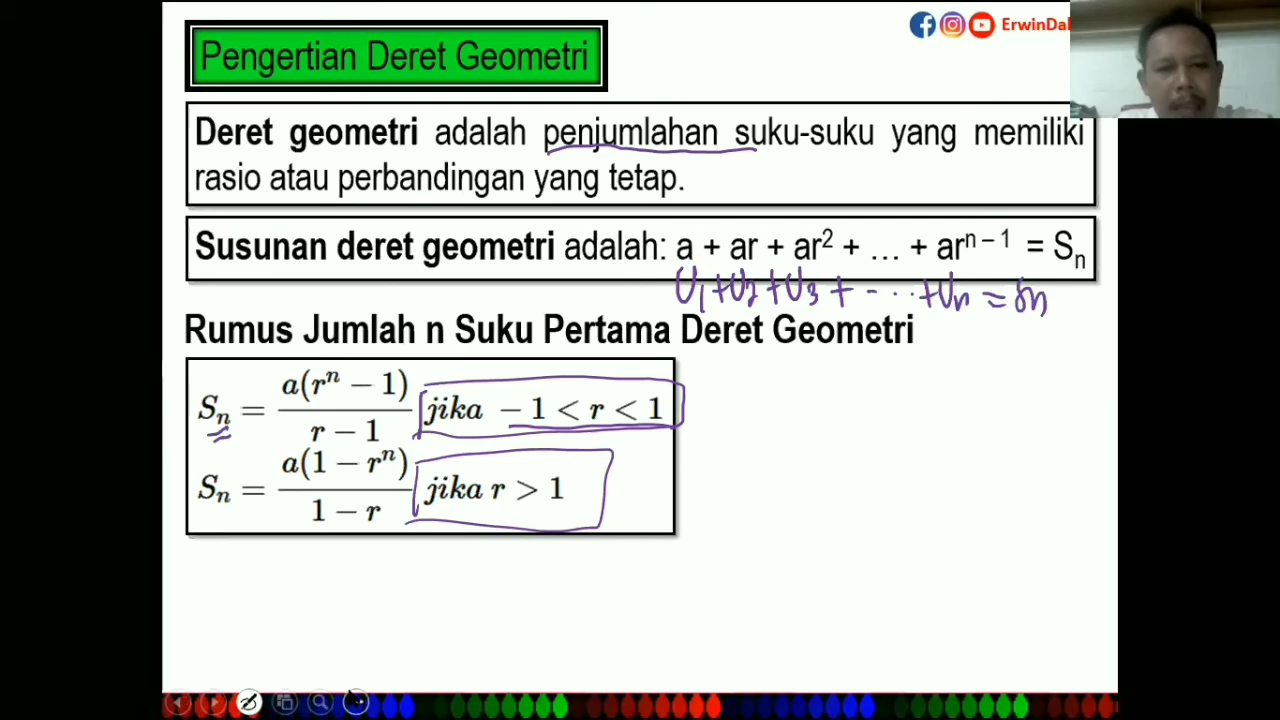 ErwinDal
Pengertian Deret Geometri
Deret geometri adalah penjumlahan suku-suku yang memiliki
rasio atau perbandingan yang tetap.
Susunan deret geometri adalah: a + ar + ar² + … + arⁿ⁻¹ = Sₙ
U₁ + U₂ + U₃ + - ... + Uₙ = Sn
Rumus Jumlah n Suku Pertama Deret Geometri
Sₙ = a(rⁿ − 1) / r − 1 jika − 1 < r < 1
Sₙ = a(1 − rⁿ) / 1 − r jika r > 1